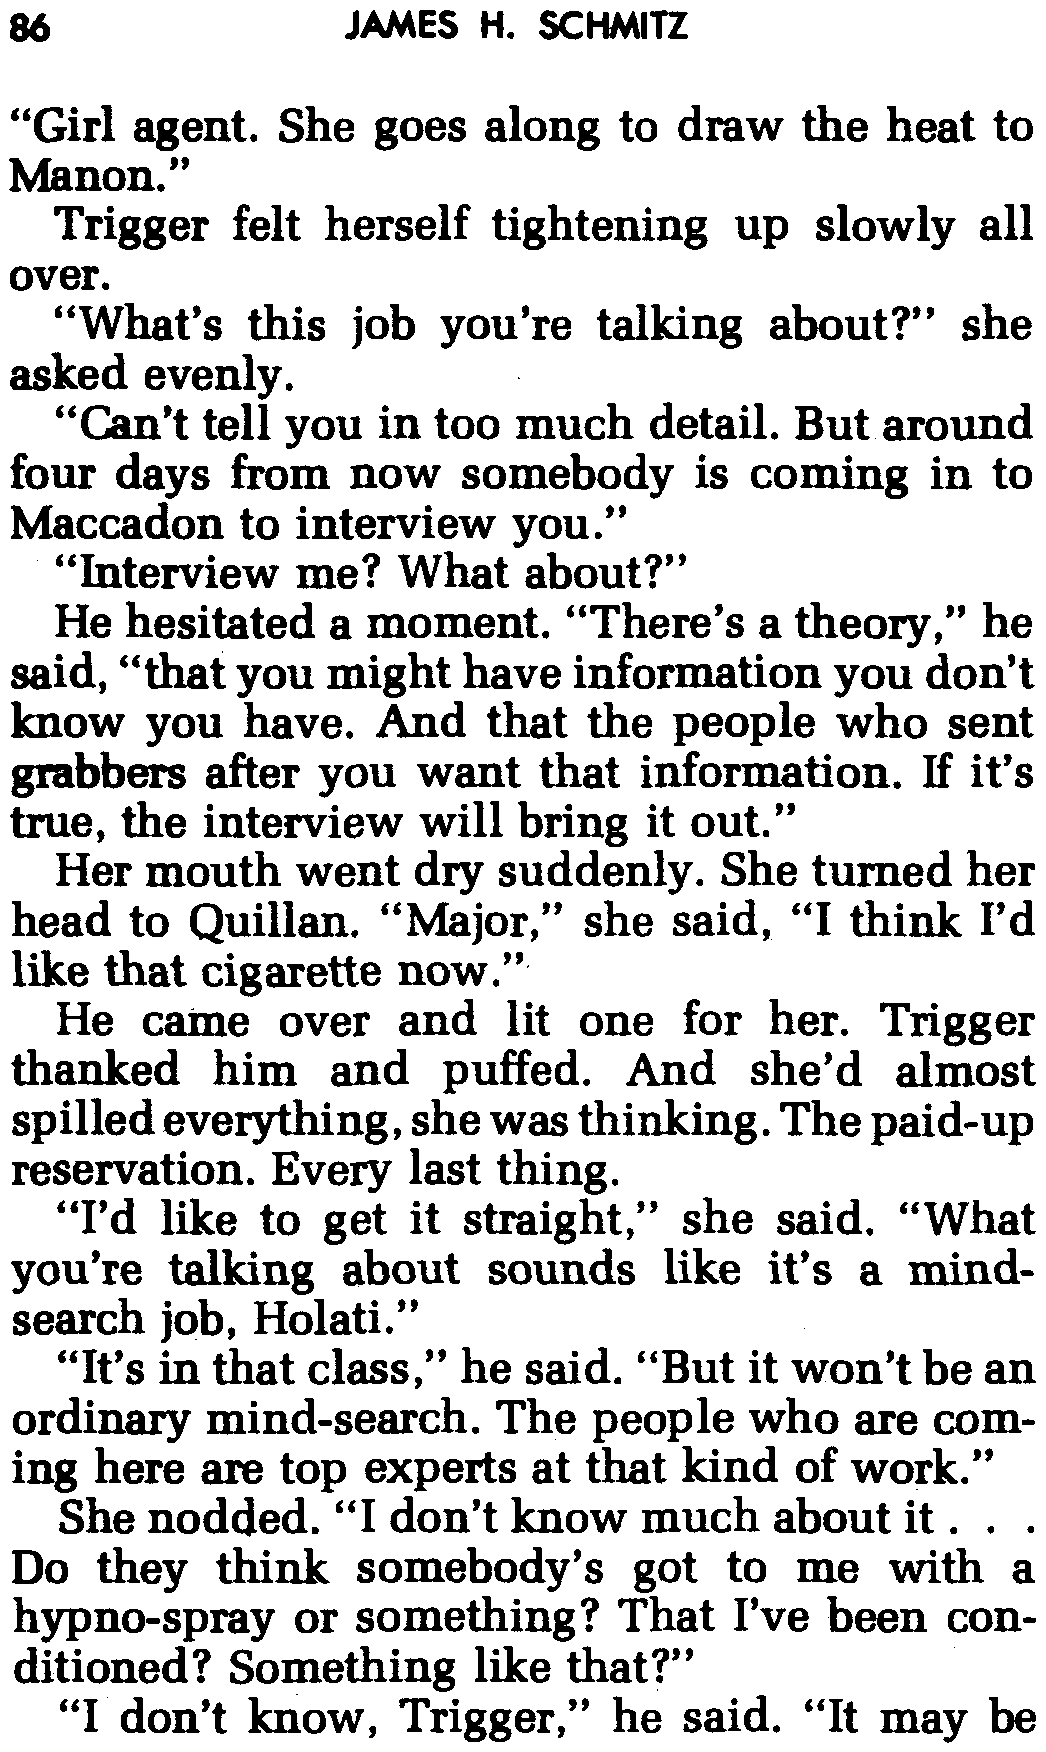 86 JAMES H. SCHMITZ
“Girl agent. She goes along to draw the heat to
Manon.”
Trigger felt herself tightening up slowly all
over.
“What's this job you're talking about?” she
asked evenly.
“Can't tell you in too much detail. But around
four days from now somebody is coming in to
Maccadon to interview you.”
“Interview me? What about?”
He hesitated a moment. “There's a theory,” he
said, “that you might have information you don't
know you have. And that the people who sent
grabbers after you want that information. If it's
true, the interview will bring it out.”
Her mouth went dry suddenly. She turned her
head to Quillan. “Major,” she said, “I think I'd
like that cigarette now.”
He came over and lit one for her. Trigger
thanked him and puffed. And she'd almost
spilled everything, she was thinking. The paid-up
reservation. Every last thing.
“I'd like to get it straight,” she said. “What
you're talking about sounds like it's a mind-
search job, Holati.”
“It's in that class,” he said. “But it won't be an
ordinary mind-search. The people who are com-
ing here are top experts at that kind of work.”
She nodded. “I don't know much about it . . .
Do they think somebody's got to me with a
hypno-spray or something? That I've been con-
ditioned? Something like that?”
“I don't know, Trigger,” he said. “It may be